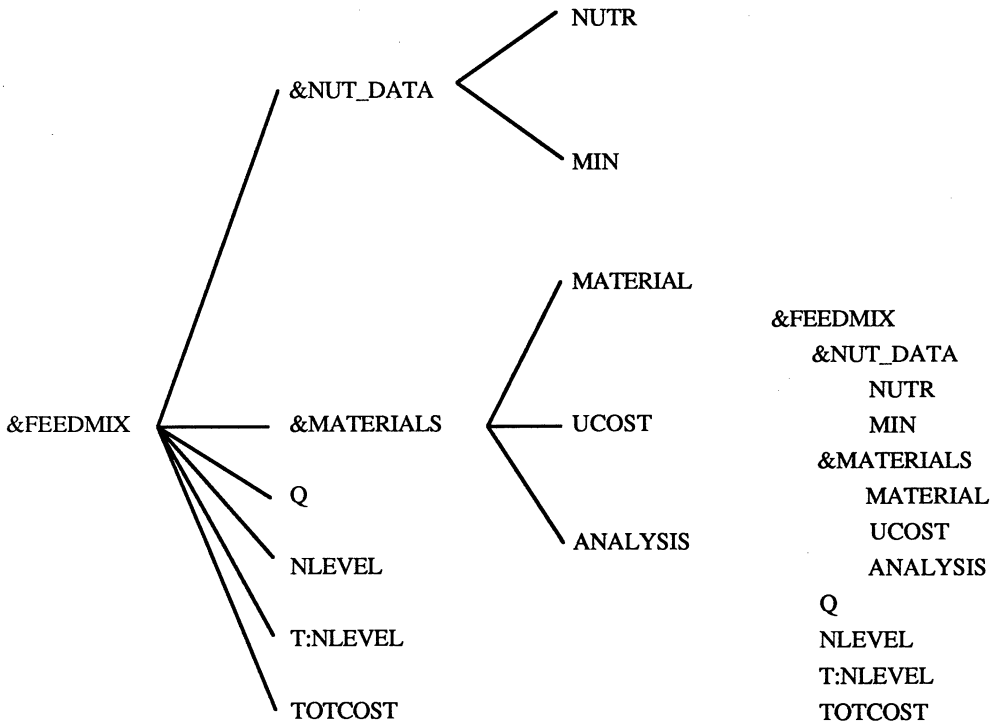 NUTR
&NUT_DATA
MIN
MATERIAL
&FEEDMIX
&MATERIALS
UCOST
Q
ANALYSIS
NLEVEL
T:NLEVEL
TOTCOST
&FEEDMIX
&NUT_DATA
NUTR
MIN
&MATERIALS
MATERIAL
UCOST
ANALYSIS
Q
NLEVEL
T:NLEVEL
TOTCOST